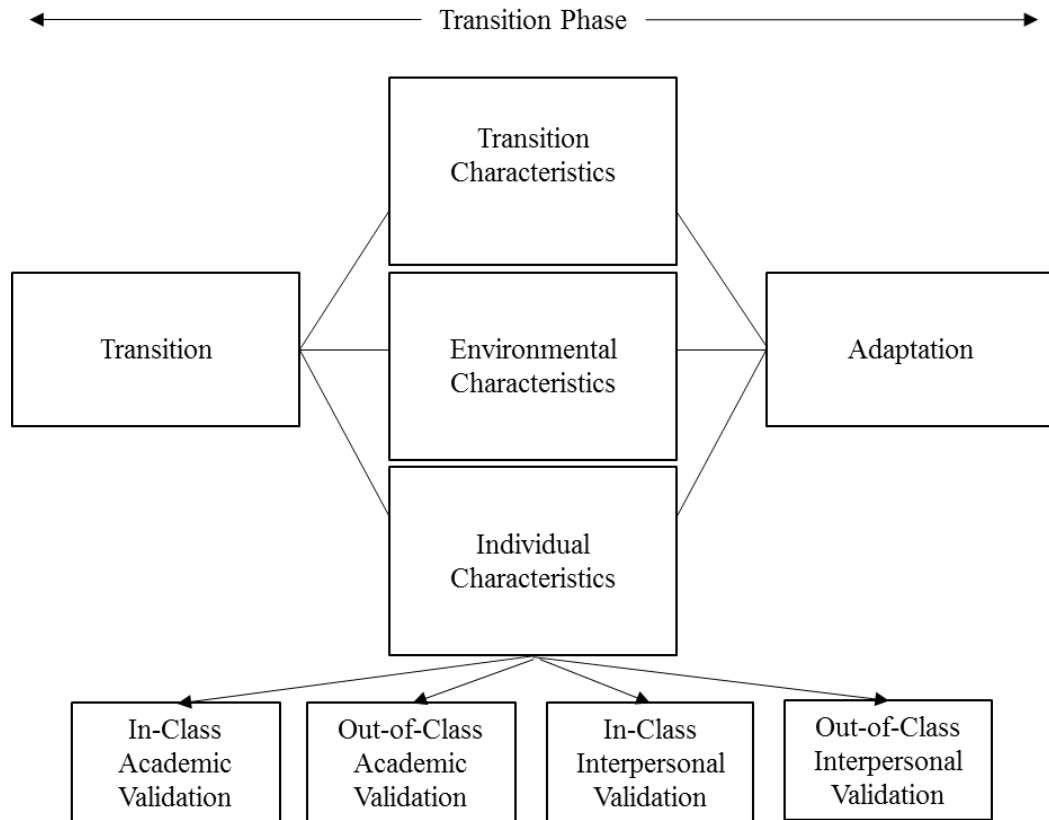 Transition Phase
Transition
Characteristics
Transition
Environmental
Characteristics
Adaptation
Individual
Characteristics
In-Class
Academic
Validation
Out-of-Class
Academic
Validation
In-Class
Interpersonal
Validation
Out-of-Class
Interpersonal
Validation